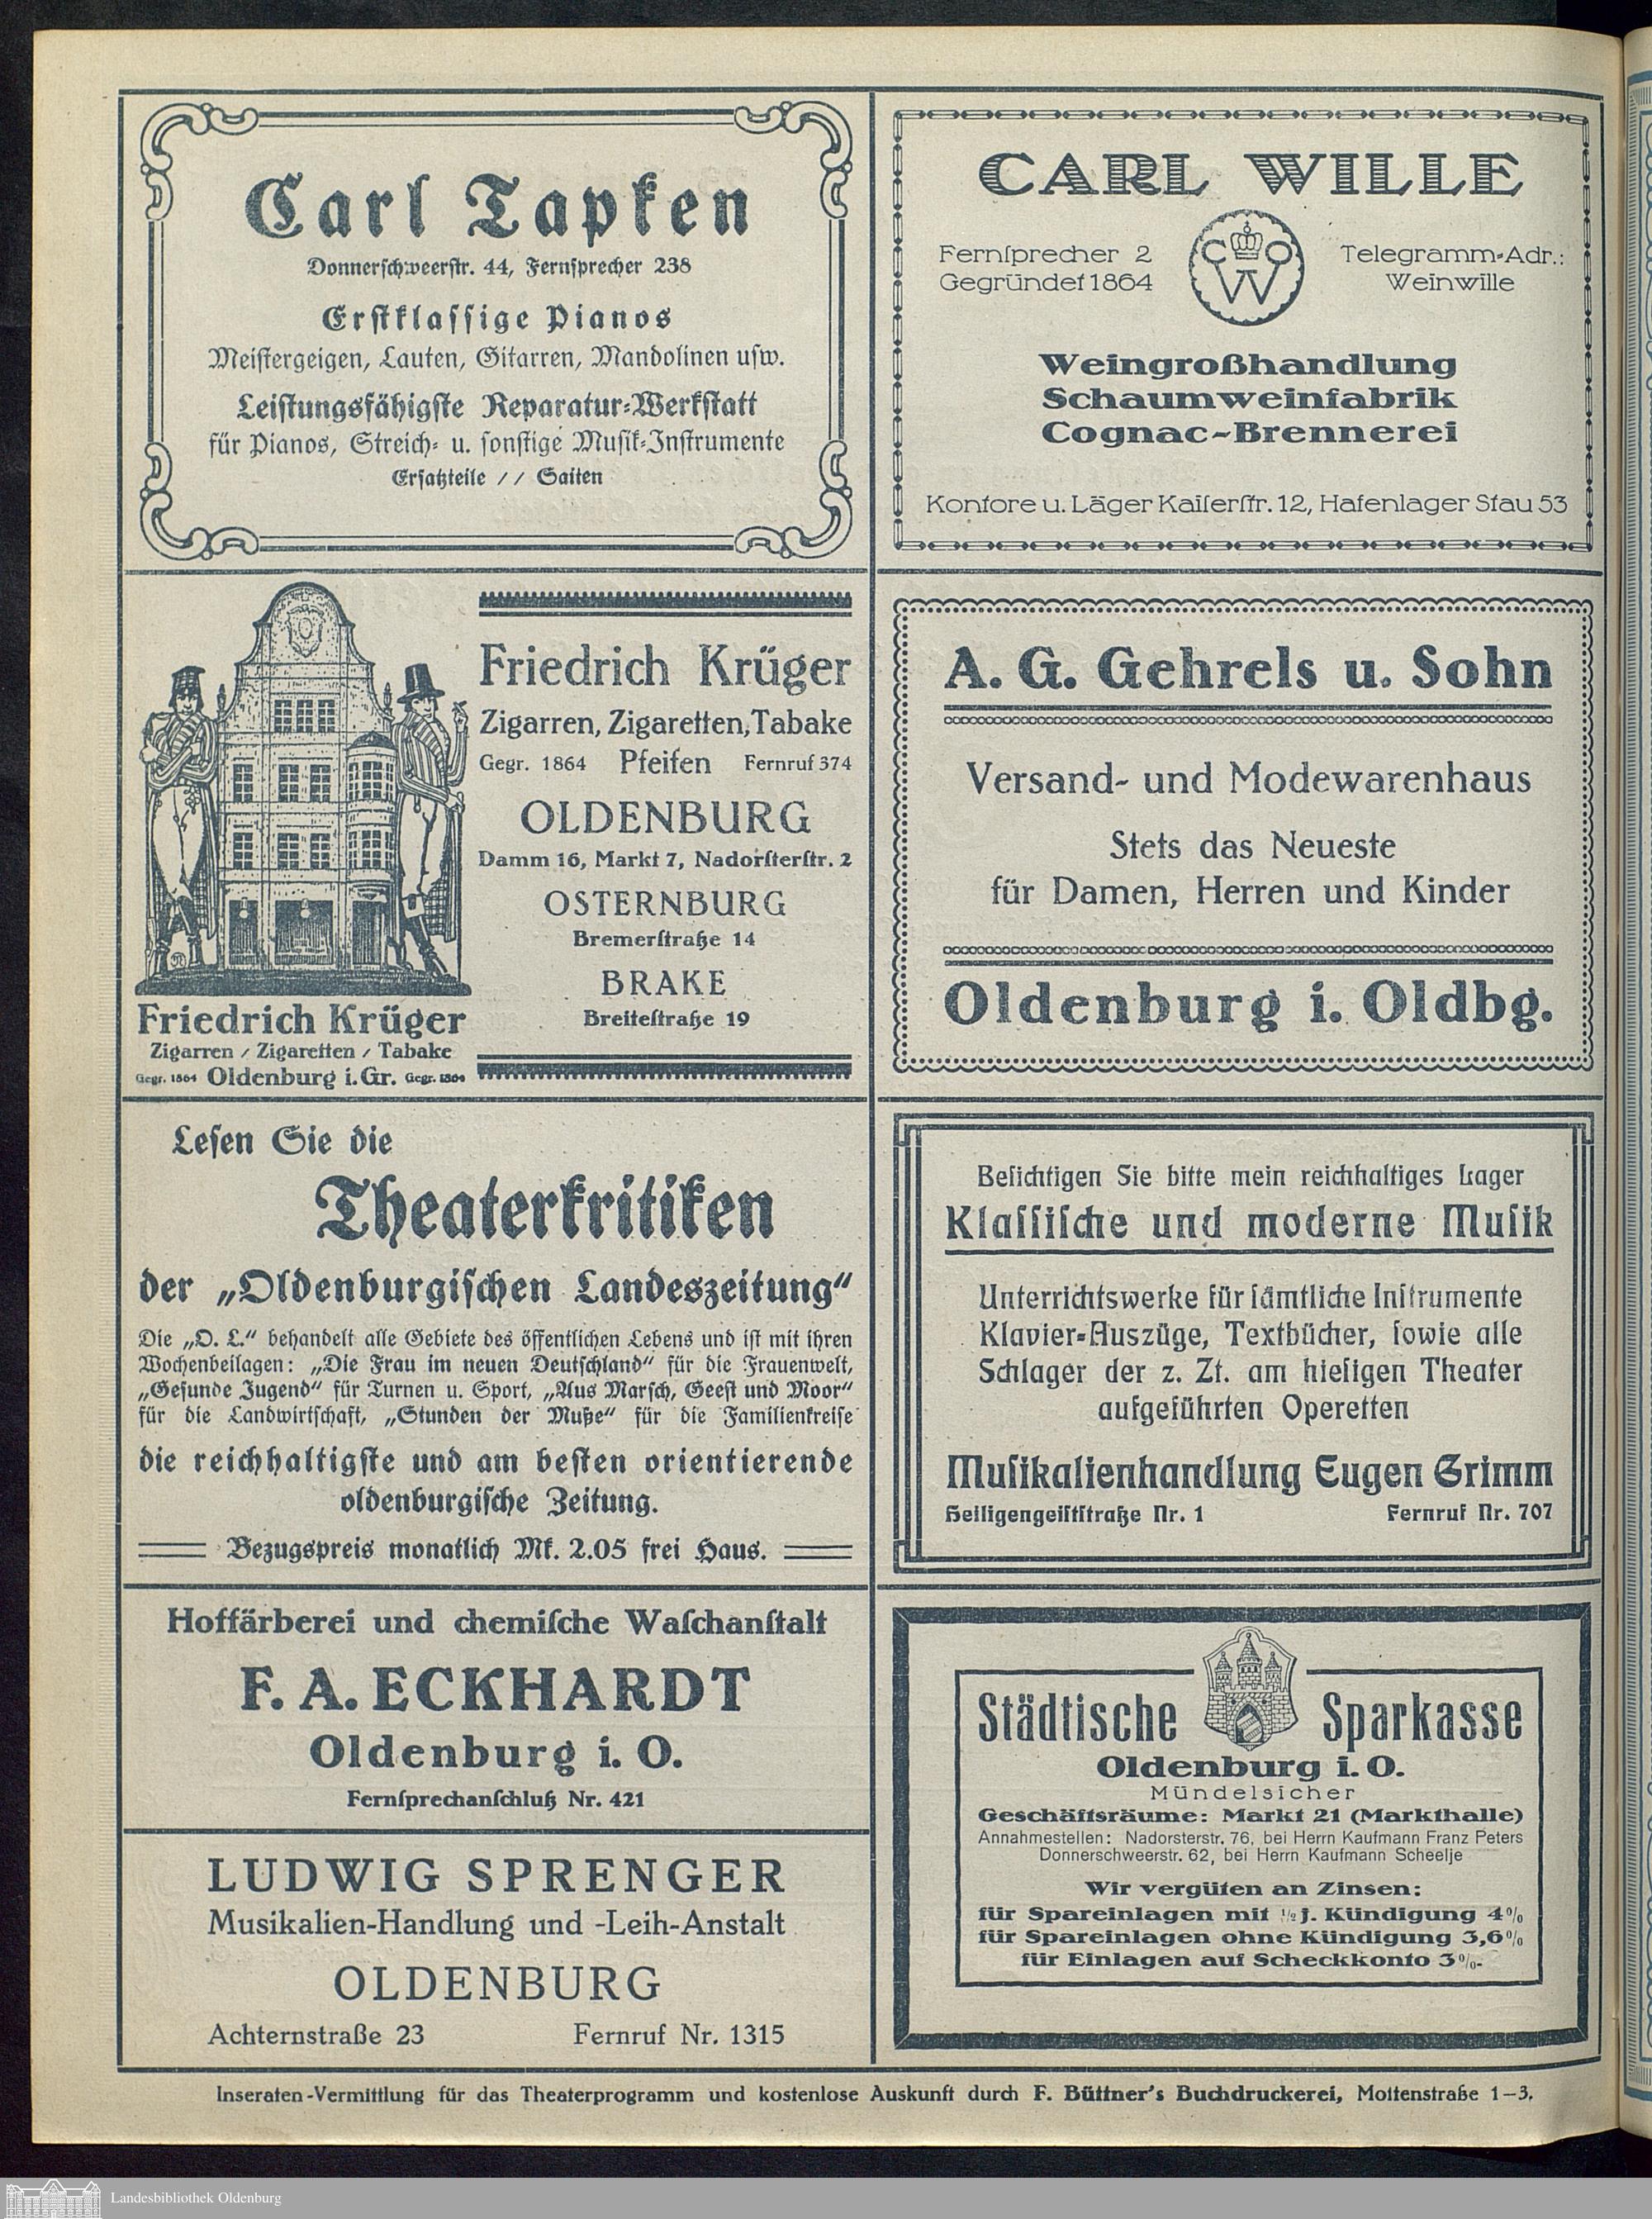 Carl Tapken
Donnerschweerstr. 44, Fernsprecher 238
Erstklassige Pianos
Meistergeigen, Lauten, Gitarren, Mandolinen usw.
Leistungsfähigste Reparatur-Werkstatt
für Pianos, Streich- u. sonstige Musik-Instrumente
Ersatzteile // Saiten
CARL WILLE
Fernsprecher 2
Gegründet 1864
C W O
Telegramm-Adr.:
Weinwille
Weingroßhandlung
Schaumweinfabrik
Cognac-Brennerei
Kontore u. Läger Kaiserstr. 12, Hafenlager Stau 53
Friedrich Krüger
Zigarren / Zigaretten / Tabake
Gegr. 1864 Oldenburg i. Gr. Gegr. 1864
Friedrich Krüger
Zigarren, Zigaretten, Tabake
Gegr. 1864 Pfeifen Fernruf 374
OLDENBURG
Damm 16, Markt 7, Nadorsterstr. 2
OSTERNBURG
Bremerstraße 14
BRAKE
Breitestraße 19
A. G. Gehrels u. Sohn
Versand- und Modewarenhaus
Stets das Neueste
für Damen, Herren und Kinder
Oldenburg i. Oldbg.
Lesen Sie die
Theaterkritiken
der „Oldenburgischen Landeszeitung“
Die „O. L.“ behandelt alle Gebiete des öffentlichen Lebens und ist mit ihren
Wochenbeilagen: „Die Frau im neuen Deutschland“ für die Frauenwelt,
„Gesunde Jugend“ für Turnen u. Sport, „Aus Marsch, Geest und Moor“
für die Landwirtschaft, „Stunden der Muße“ für die Familienkreise
die reichhaltigste und am besten orientierende
oldenburgische Zeitung.
Bezugspreis monatlich Mk. 2.05 frei Haus.
Besichtigen Sie bitte mein reichhaltiges Lager
Klassische und moderne Musik
Unterrichtswerke für sämtliche Instrumente
Klavier-Auszüge, Textbücher, sowie alle
Schlager der z. Zt. am hiesigen Theater
aufgeführten Operetten
Musikalienhandlung Eugen Grimm
Heiligengeiststraße Nr. 1 Fernruf Nr. 707
Hoffärberei und chemische Waschanstalt
F. A. ECKHARDT
Oldenburg i. O.
Fernsprechanschluß Nr. 421
LUDWIG SPRENGER
Musikalien-Handlung und -Leih-Anstalt
OLDENBURG
Achternstraße 23 Fernruf Nr. 1315
Städtische Sparkasse
Oldenburg i. O.
Mündelsicher
Geschäftsräume: Markt 21 (Markthalle)
Annahmestellen: Nadorsterstr. 76, bei Herrn Kaufmann Franz Peters
Donnerschweerstr. 62, bei Herrn Kaufmann Scheelje
Wir vergüten an Zinsen:
für Spareinlagen mit ½ j. Kündigung 4%
für Spareinlagen ohne Kündigung 3,6%
für Einlagen auf Scheckkonto 3%.
Inseraten-Vermittlung für das Theaterprogramm und kostenlose Auskunft durch F. Büttner's Buchdruckerei, Mottenstraße 1–3.
Landesbibliothek Oldenburg